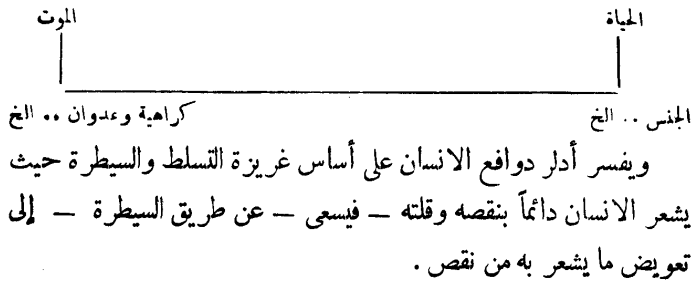 الحياة الموت
الجنس .. الخ كراهية وعدوان .. الخ
ويفسر أدلر دوافع الانسان على أساس غريزة التسلط والسيطرة حيث
يشعر الانسان دائماً بنقصه وقلته – فيسعى – عن طريق السيطرة – إلى
تعويض ما يشعر به من نقص .